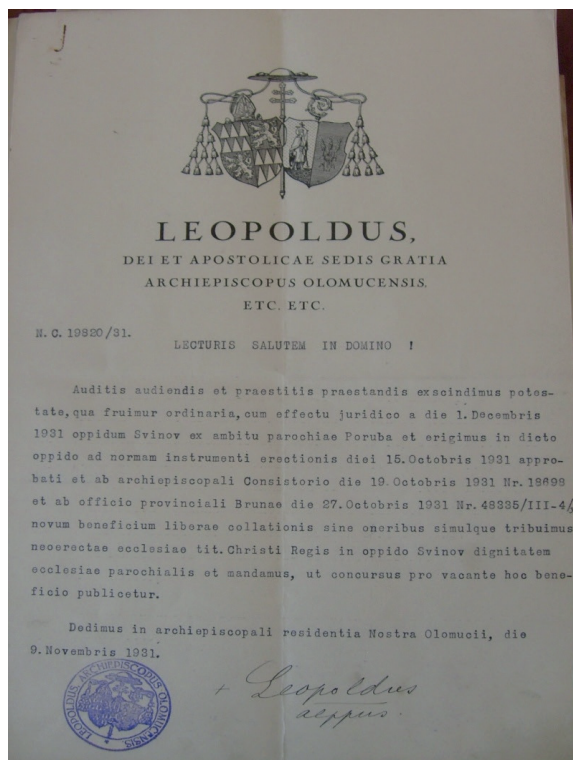 LEOPOLDUS,
DEI ET APOSTOLICAE SEDIS GRATIA
ARCHIEPISCOPUS OLOMUCENSIS.
ETC. ETC.
N. C. 19820/31.
LECTURIS SALUTEM IN DOMINO !
Auditis audiendis et praestitis praestandis exscindimus potes-
tate, qua fruimur ordinaria, cum effectu juridico a die 1. Decembris
1931 oppidum Svinov ex ambitu parochiae Poruba et erigimus in dicto
oppido ad normam instrumenti erectionis diei 15. Octobris 1931 appro-
bati et ab archiepiscopali Consistorio die 19. Octobris 1931 Nr. 18698
et ab officio provinciali Brunae die 27. Octobris 1931 Nr. 48335/III-4/
novum beneficium liberae collationis sine oneribus simulque tribuimus
neoerectae ecclesiae tit. Christi Regis in oppido Svinov dignitatem
ecclesiae parochialis et mandamus, ut concursus pro vacante hoc bene-
ficio publicetur.
Dedimus in archiepiscopali residentia Nostra Olomucii, die
9. Novembris 1931.
+ Leopoldus
aeppus.
LEOPOLDUS ARCHIEPISCOPUS